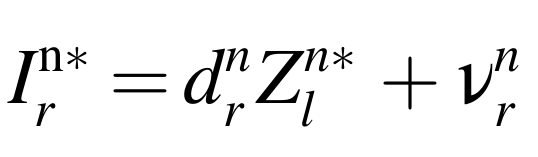 I_r^{n*} = d_r^n Z_l^{n*} + ν_r^n